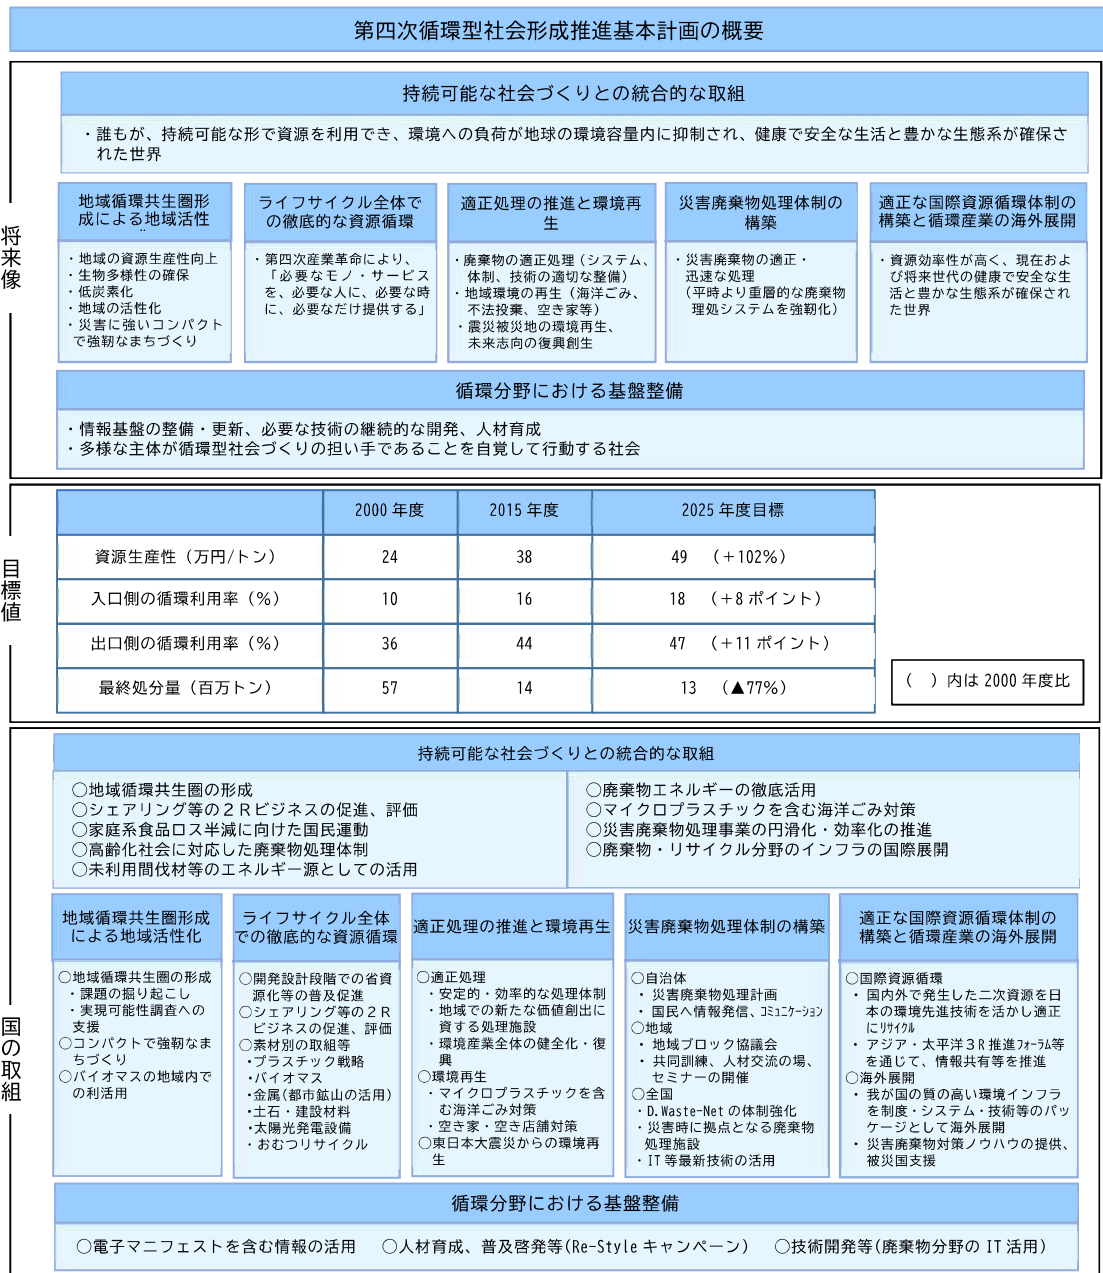 第四次循環型社会形成推進基本計画の概要
将来像
持続可能な社会づくりとの統合的な取組
・誰もが、持続可能な形で資源を利用でき、環境への負荷が地球の環境容量内に抑制され、健康で安全な生活と豊かな生態系が確保さ
れた世界
地域循環共生圏形
成による地域活性
・地域の資源生産性向上
・生物多様性の確保
・低炭素化
・地域の活性化
・災害に強いコンパクト
で強靭なまちづくり
ライフサイクル全体で
の徹底的な資源循環
・第四次産業革命により、
「必要なモノ・サービス
を、必要な人に、必要な時
に、必要なだけ提供する」
適正処理の推進と環境再
生
・廃棄物の適正処理（システム、
体制、技術の適切な整備）
・地域環境の再生（海洋ごみ、
不法投棄、空き家等）
・震災被災地の環境再生、
未来志向の復興創生
災害廃棄物処理体制の
構築
・災害廃棄物の適正・
迅速な処理
（平時より重層的な廃棄物
理処システムを強靭化）
適正な国際資源循環体制の
構築と循環産業の海外展開
・資源効率性が高く、現在およ
び将来世代の健康で安全な生
活と豊かな生態系が確保され
た世界
循環分野における基盤整備
・情報基盤の整備・更新、必要な技術の継続的な開発、人材育成
・多様な主体が循環型社会づくりの担い手であることを自覚して行動する社会
目標値
2000 年度 2015 年度 2025 年度目標
資源生産性（万円/トン） 24 38 49 （＋102%）
入口側の循環利用率（%） 10 16 18 （＋8 ポイント）
出口側の循環利用率（%） 36 44 47 （＋11 ポイント）
最終処分量（百万トン） 57 14 13 （▲77%）
（　）内は 2000 年度比
国の取組
持続可能な社会づくりとの統合的な取組
○地域循環共生圏の形成
○シェアリング等の２Ｒビジネスの促進、評価
○家庭系食品ロス半減に向けた国民運動
○高齢化社会に対応した廃棄物処理体制
○未利用間伐材等のエネルギー源としての活用
○廃棄物エネルギーの徹底活用
○マイクロプラスチックを含む海洋ごみ対策
○災害廃棄物処理事業の円滑化・効率化の推進
○廃棄物・リサイクル分野のインフラの国際展開
地域循環共生圏形成
による地域活性化
○地域循環共生圏の形成
・課題の掘り起こし
・実現可能性調査への
支援
○コンパクトで強靭なま
ちづくり
○バイオマスの地域内で
の利活用
ライフサイクル全体
での徹底的な資源循環
○開発設計段階での省資
源化等の普及促進
○シェアリング等の２Ｒ
ビジネスの促進、評価
○素材別の取組等
・プラスチック戦略
・バイオマス
・金属(都市鉱山の活用)
・土石・建設材料
・太陽光発電設備
・おむつリサイクル
適正処理の推進と環境再生
○適正処理
・安定的・効率的な処理体制
・地域での新たな価値創出に
資する処理施設
・環境産業全体の健全化・復
興
○環境再生
・マイクロプラスチックを含
む海洋ごみ対策
・空き家・空き店舗対策
○東日本大震災からの環境再
生
災害廃棄物処理体制の構築
○自治体
・災害廃棄物処理計画
・国民へ情報発信、ｺﾐｭﾆｹｰｼｮﾝ
○地域
・地域ブロック協議会
・共同訓練、人材交流の場、
セミナーの開催
○全国
・D.Waste-Net の体制強化
・災害時に拠点となる廃棄物
処理施設
・IT 等最新技術の活用
適正な国際資源循環体制の
構築と循環産業の海外展開
○国際資源循環
・国内外で発生した二次資源を日
本の環境先進技術を活かし適正
にﾘｻｲｸﾙ
・アジア・太平洋３Ｒ推進ﾌｫｰﾗﾑ等
を通じて、情報共有等を推進
○海外展開
・我が国の質の高い環境インフラ
を制度・システム・技術等のパッ
ケージとして海外展開
・災害廃棄物対策ノウハウの提供、
被災国支援
循環分野における基盤整備
○電子マニフェストを含む情報の活用 ○人材育成、普及啓発等(Re-Style キャンペーン) ○技術開発等(廃棄物分野の IT 活用)